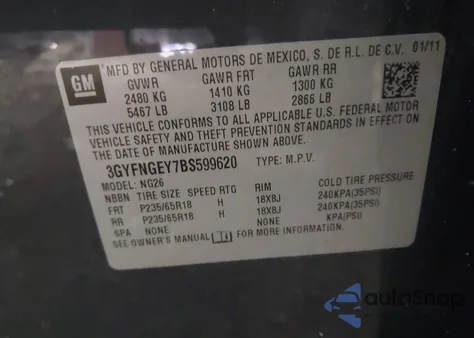 GM MFD BY GENERAL MOTORS DE MEXICO, S. DE R.L. DE C.V. 01/11
GVWR GAWR FRT GAWR RR
2480 KG 1410 KG 1300 KG
5467 LB 3108 LB 2866 LB
THIS VEHICLE CONFORMS TO ALL APPLICABLE U.S. FEDERAL MOTOR
VEHICLE SAFETY AND THEFT PREVENTION STANDARDS IN EFFECT ON
THE DATE OF MANUFACTURE SHOWN ABOVE.
3GYFNGEY7BS599620 TYPE: M.P.V.
MODEL: NG26
NBBN TIRE SIZE SPEED RTG RIM COLD TIRE PRESSURE
FRT P235/65R18 H 18X8J 240KPA(35PSI)
RR P235/65R18 H 18X8J 240KPA(35PSI)
SPA NONE NONE KPA(PSI)
SEE OWNER'S MANUAL FOR ADDITIONAL INFORMATION.
autoSnap